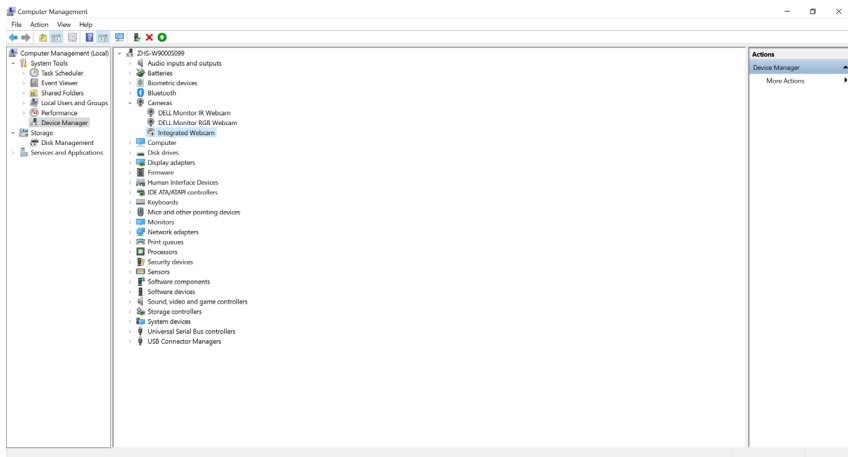 Computer Management
File Action View Help
Computer Management (Local)
System Tools
Task Scheduler
Event Viewer
Shared Folders
Local Users and Groups
Performance
Device Manager
Storage
Disk Management
Services and Applications
ZHS-W90005099
Audio inputs and outputs
Batteries
Biometric devices
Bluetooth
Cameras
DELL Monitor IR Webcam
DELL Monitor RGB Webcam
Integrated Webcam
Computer
Disk drives
Display adapters
Firmware
Human Interface Devices
IDE ATA/ATAPI controllers
Keyboards
Mice and other pointing devices
Monitors
Network adapters
Print queues
Processors
Security devices
Sensors
Software components
Software devices
Sound, video and game controllers
Storage controllers
System devices
Universal Serial Bus controllers
USB Connector Managers
Actions
Device Manager
More Actions